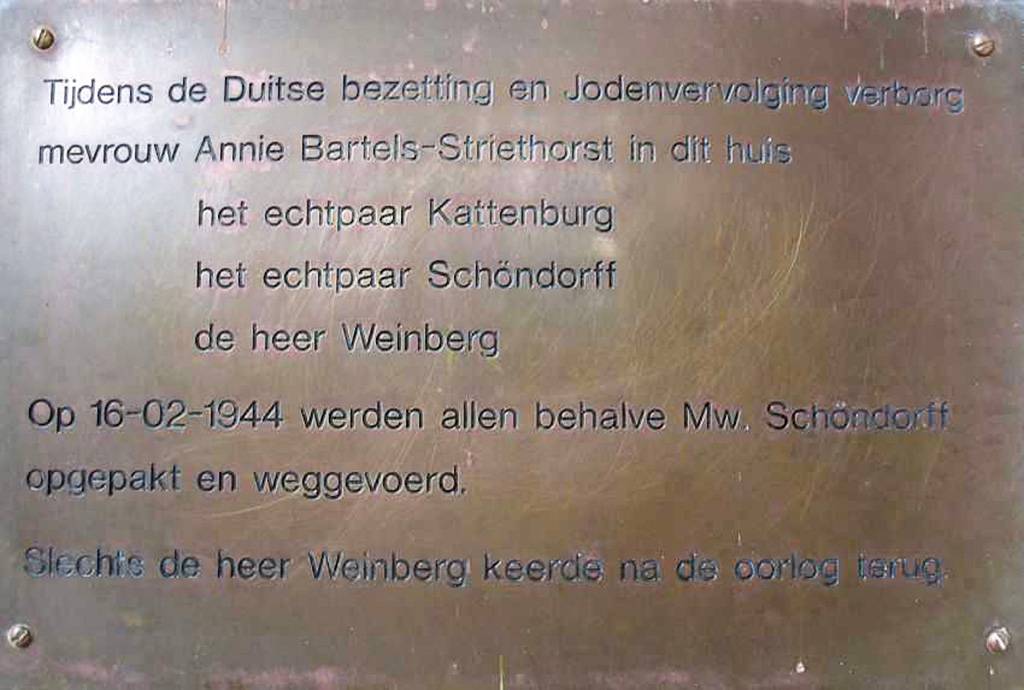 Tijdens de Duitse bezetting en Jodenvervolging verborg
mevrouw Annie Bartels-Striethorst in dit huis
het echtpaar Kattenburg
het echtpaar Schöndorff
de heer Weinberg
Op 16-02-1944 werden allen behalve Mw. Schöndorff
opgepakt en weggevoerd.
Slechts de heer Weinberg keerde na de oorlog terug.